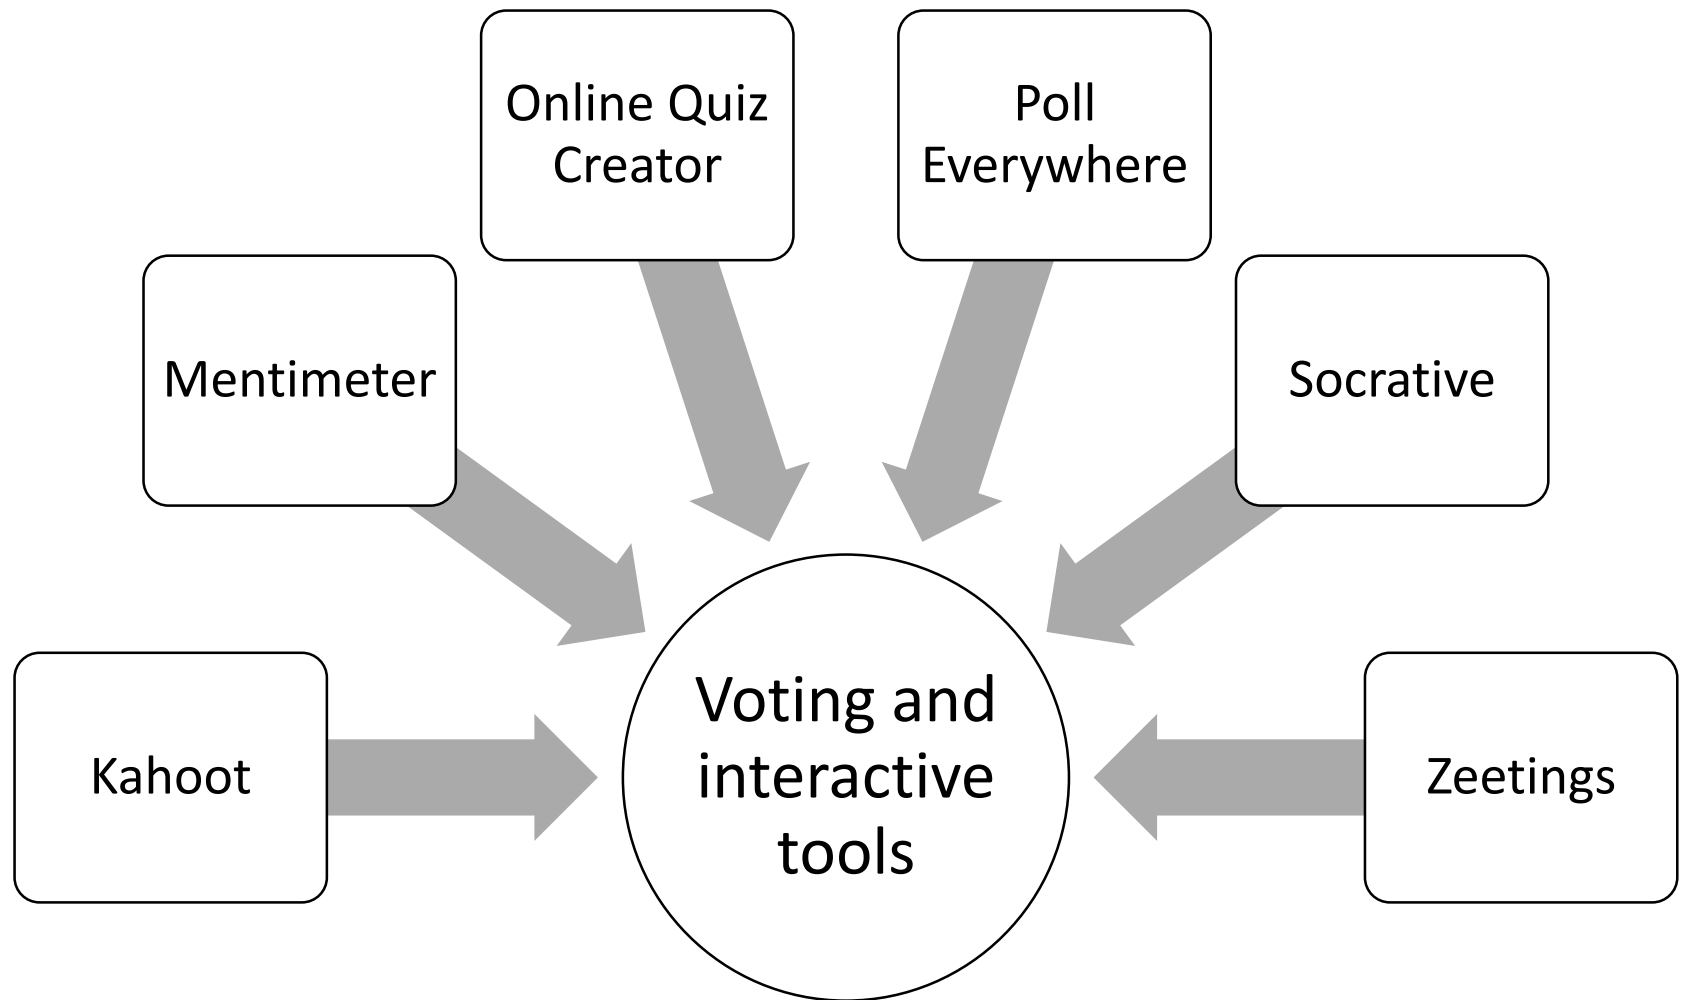 Online Quiz
Creator
Poll
Everywhere
Mentimeter
Socrative
Kahoot
Voting and
interactive
tools
Zeetings